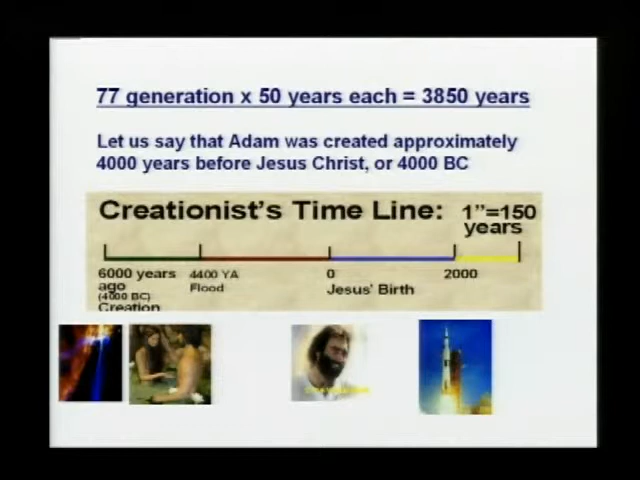 77 generation x 50 years each = 3850 years
Let us say that Adam was created approximately
4000 years before Jesus Christ, or 4000 BC
Creationist's Time Line: 1”=150
years
6000 years
ago
(4000 BC)
Creation
4400 YA
Flood
0
Jesus' Birth
2000